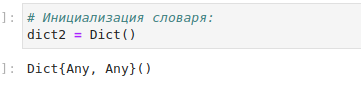 ]: # Инициализация словаря:
dict2 = Dict()
]: Dict{Any, Any}()